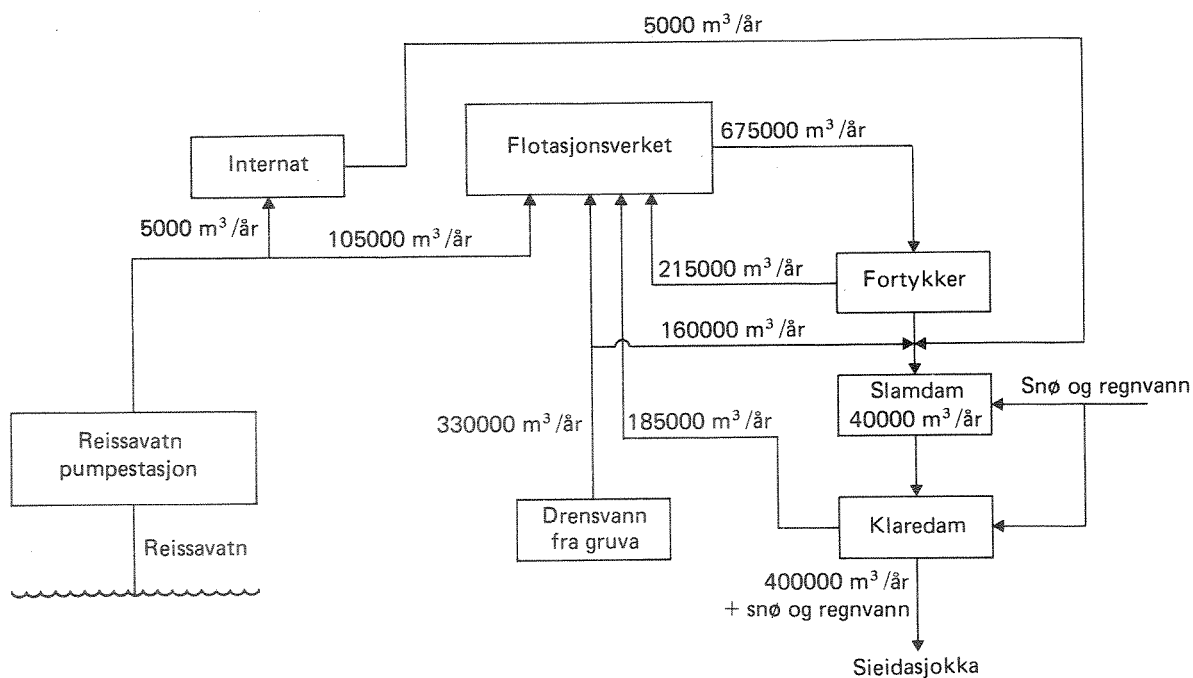 5000 m³/år
Flotasjonsverket
675000 m³/år
Internat
5000 m³/år
105000 m³/år
215000 m³/år
Fortykker
160000 m³/år
Slamdam
40000 m³/år
Snø og regnvann
330000 m³/år
185000 m³/år
Reissavatn
pumpestasjon
Drensvann
fra gruva
Klaredam
Reissavatn
400000 m³/år
+ snø og regnvann
Sieidasjokka